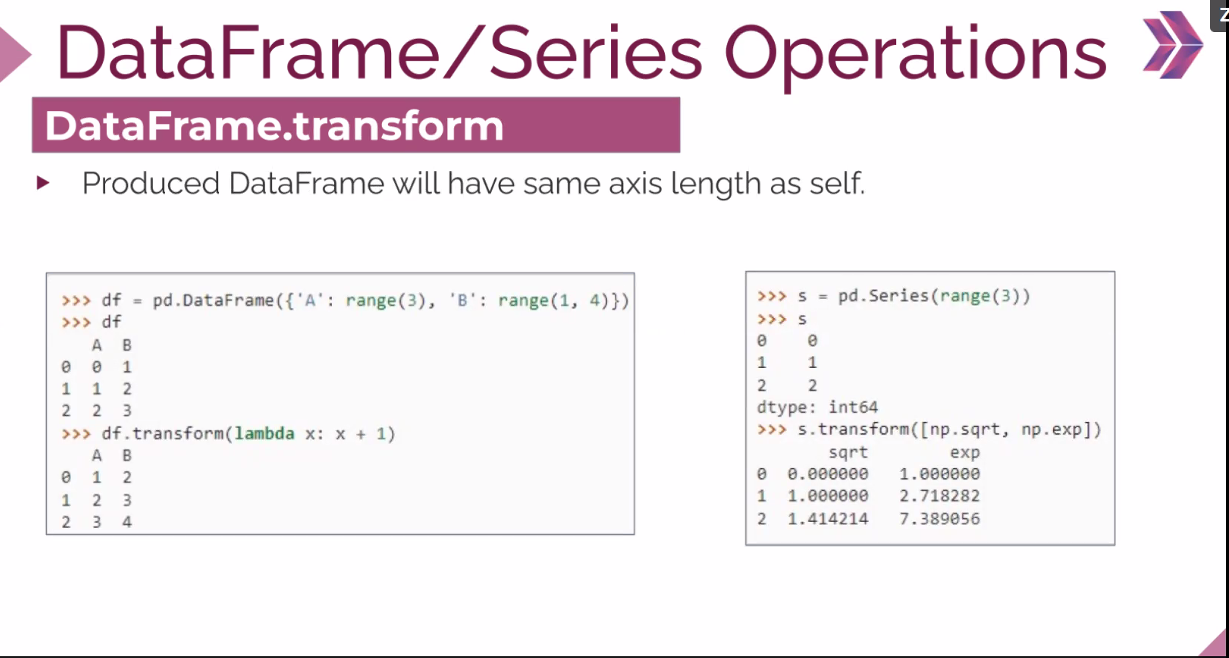 DataFrame/Series Operations
DataFrame.transform
Produced DataFrame will have same axis length as self.
>>> df = pd.DataFrame({'A': range(3), 'B': range(1, 4)})
>>> df
A B
0 0 1
1 1 2
2 2 3
>>> df.transform(lambda x: x + 1)
A B
0 1 2
1 2 3
2 3 4
>>> s = pd.Series(range(3))
>>> s
0 0
1 1
2 2
dtype: int64
>>> s.transform([np.sqrt, np.exp])
sqrt exp
0 0.000000 1.000000
1 1.000000 2.718282
2 1.414214 7.389056